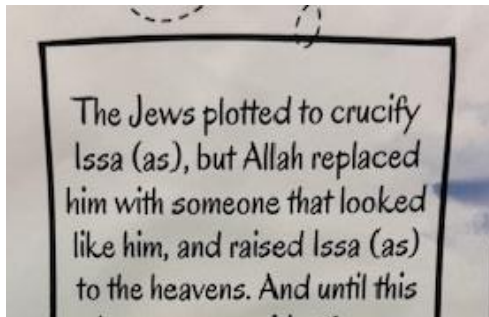 The Jews plotted to crucify
Issa (as), but Allah replaced
him with someone that looked
like him, and raised Issa (as)
to the heavens. And until this